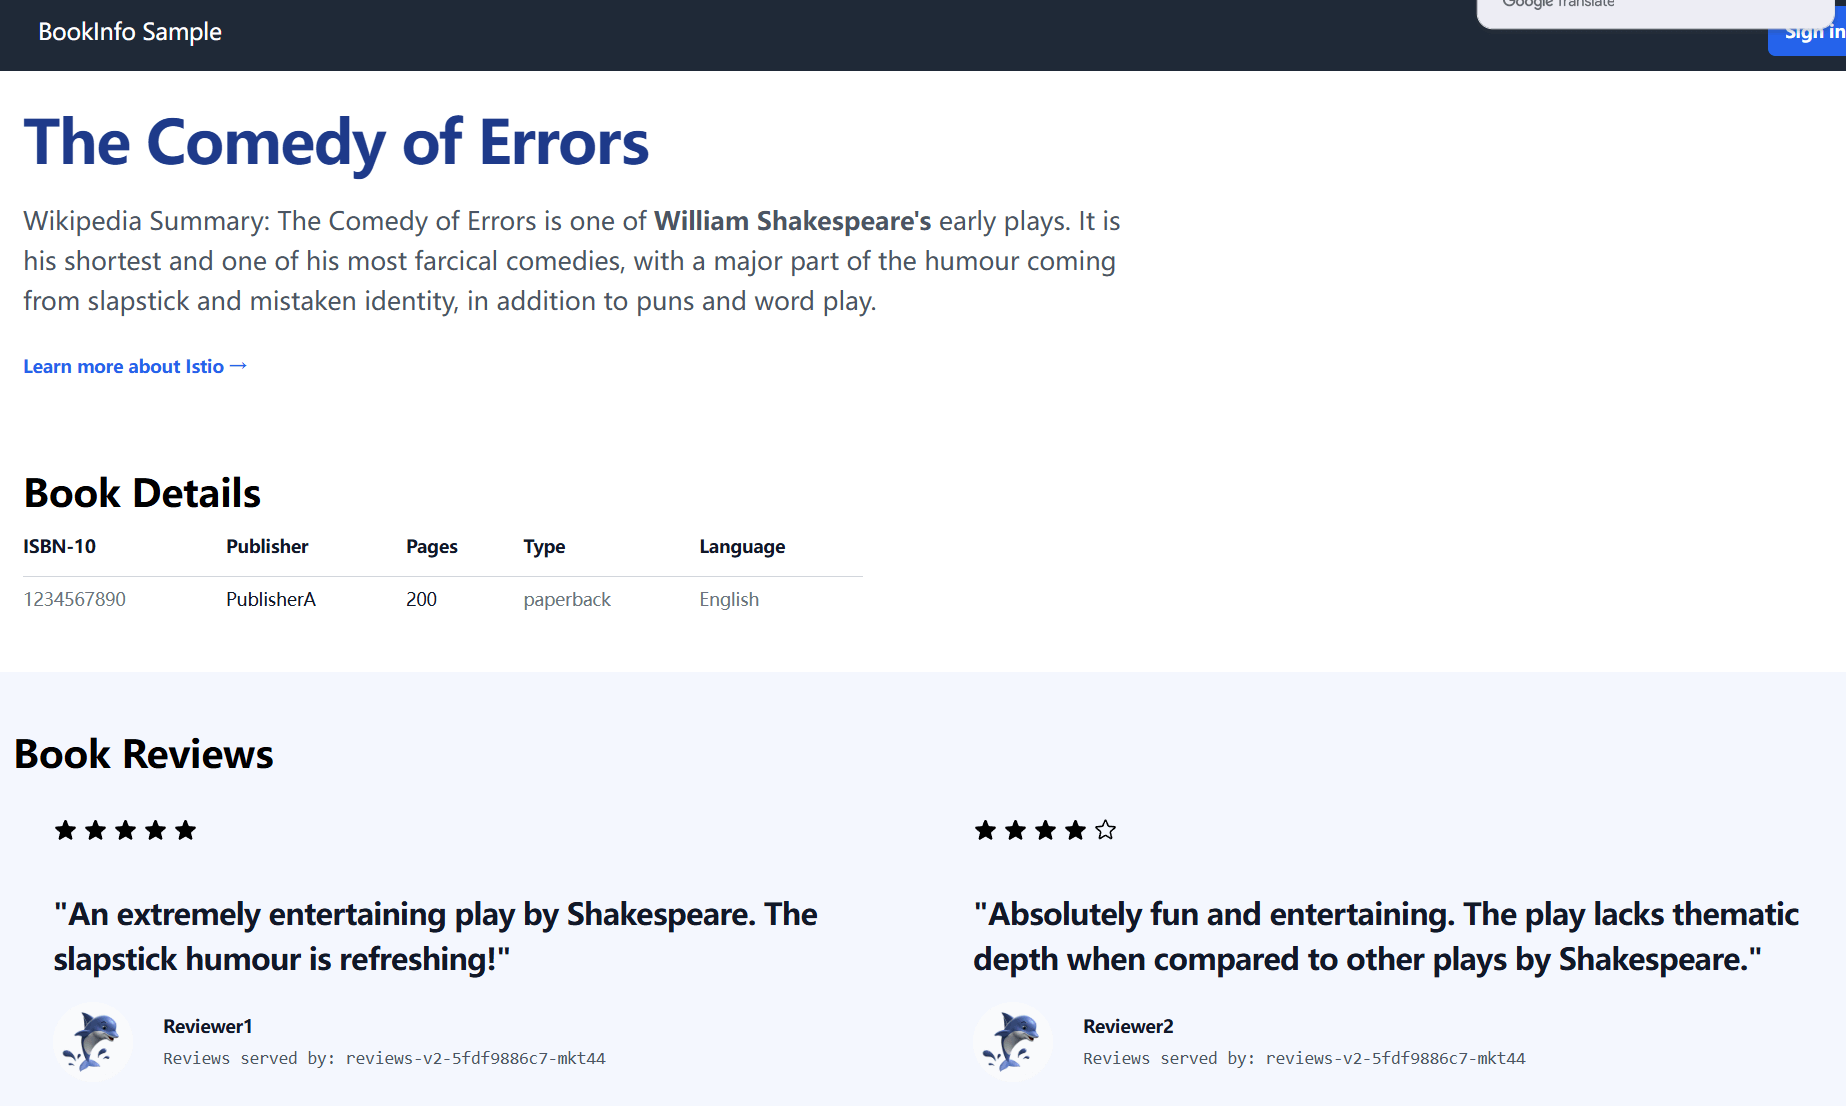 Google Translate
BookInfo Sample
Sign in
The Comedy of Errors
Wikipedia Summary: The Comedy of Errors is one of William Shakespeare's early plays. It is
his shortest and one of his most farcical comedies, with a major part of the humour coming
from slapstick and mistaken identity, in addition to puns and word play.
Learn more about Istio →
Book Details
ISBN-10 Publisher Pages Type Language
1234567890 PublisherA 200 paperback English
Book Reviews
"An extremely entertaining play by Shakespeare. The
slapstick humour is refreshing!"
Reviewer1
Reviews served by: reviews-v2-5fdf9886c7-mkt44
"Absolutely fun and entertaining. The play lacks thematic
depth when compared to other plays by Shakespeare."
Reviewer2
Reviews served by: reviews-v2-5fdf9886c7-mkt44